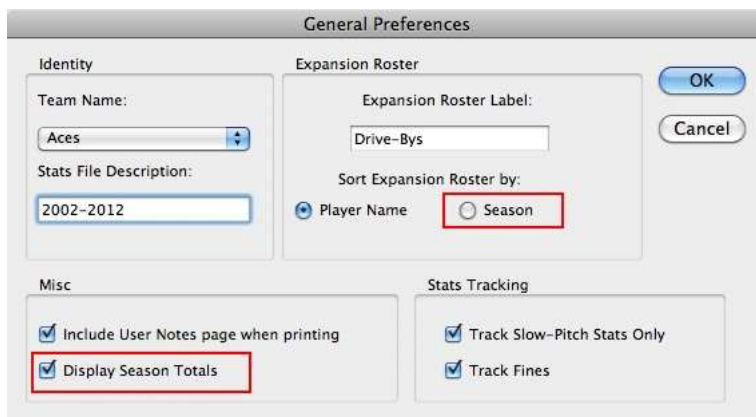 General Preferences
Identity
Team Name:
Aces
Stats File Description:
2002-2012
Expansion Roster
Expansion Roster Label:
Drive-Bys
Sort Expansion Roster by:
Player Name Season
OK
Cancel
Misc
Include User Notes page when printing
Display Season Totals
Stats Tracking
Track Slow-Pitch Stats Only
Track Fines